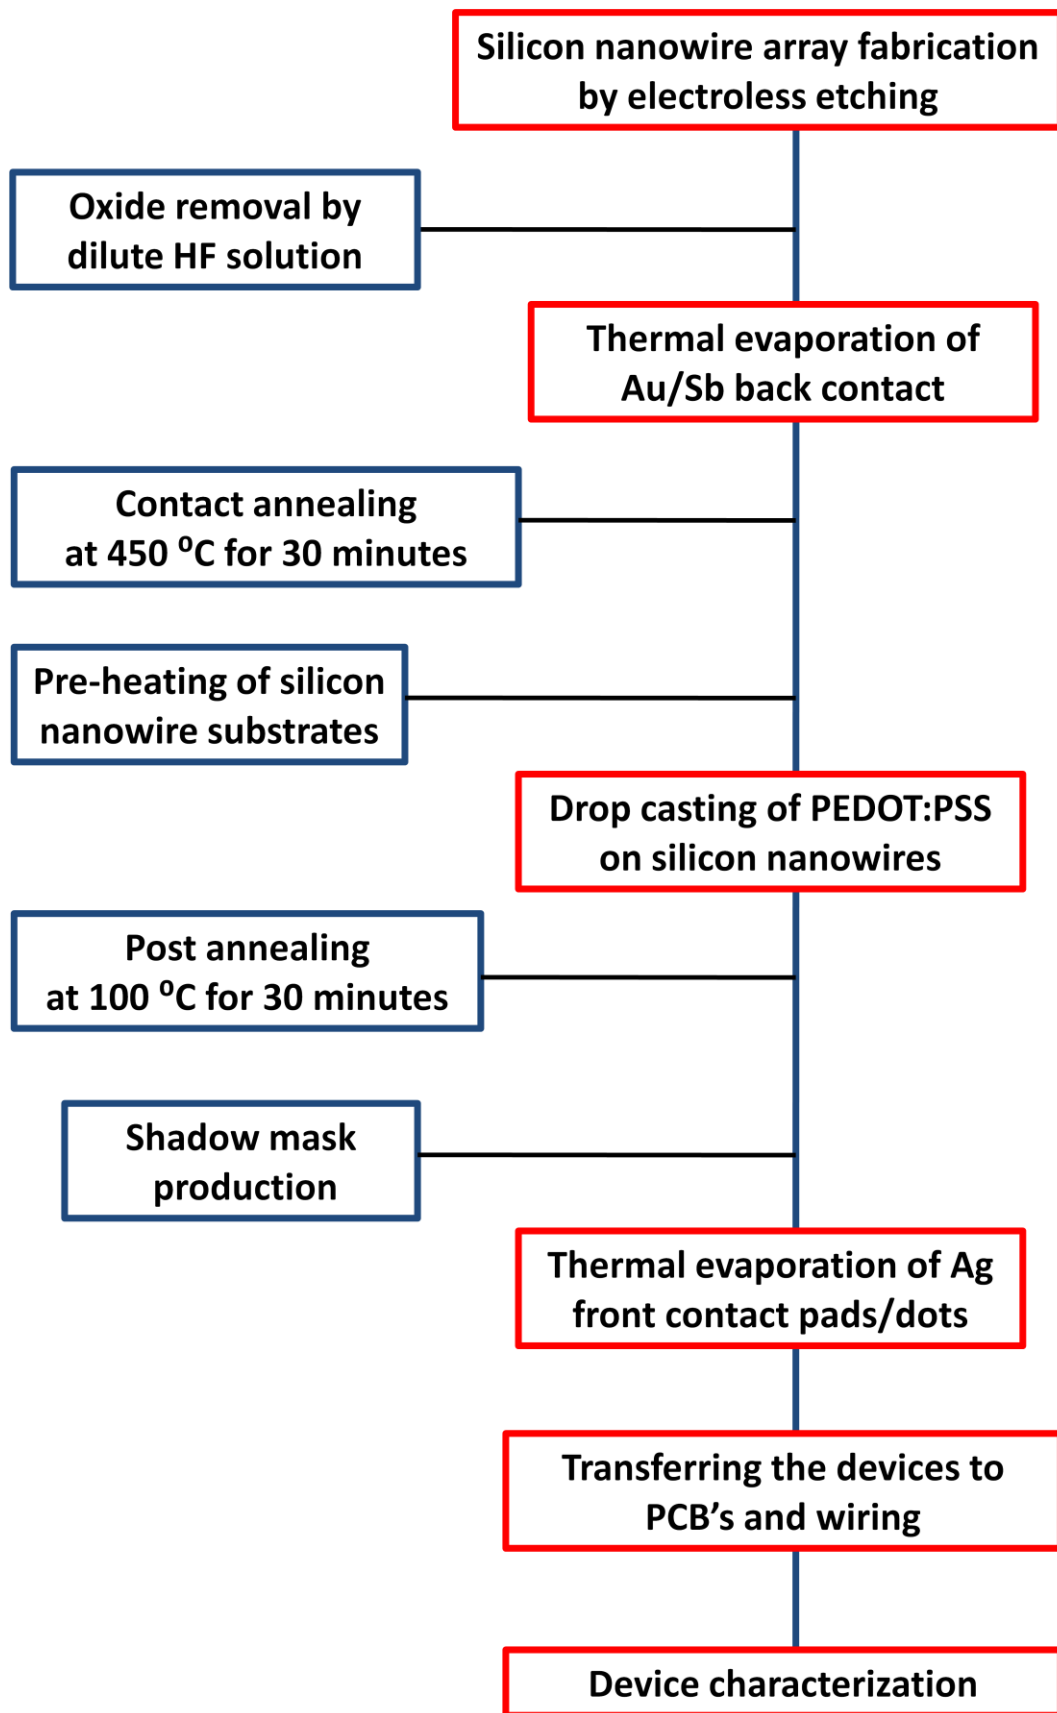 Silicon nanowire array fabrication
by electroless etching
Oxide removal by
dilute HF solution
Thermal evaporation of
Au/Sb back contact
Contact annealing
at 450 ⁰C for 30 minutes
Pre-heating of silicon
nanowire substrates
Drop casting of PEDOT:PSS
on silicon nanowires
Post annealing
at 100 ⁰C for 30 minutes
Shadow mask
production
Thermal evaporation of Ag
front contact pads/dots
Transferring the devices to
PCB’s and wiring
Device characterization